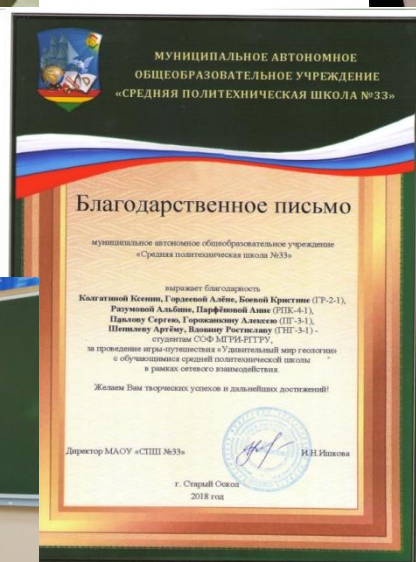 МУНИЦИПАЛЬНОЕ АВТОНОМНОЕ
ОБЩЕОБРАЗОВАТЕЛЬНОЕ УЧРЕЖДЕНИЕ
«СРЕДНЯЯ ПОЛИТЕХНИЧЕСКАЯ ШКОЛА №33»
Благодарственное письмо
муниципальное автономное общеобразовательное учреждение
«Средняя политехническая школа №33»
выражает благодарность
Колгатиной Ксении, Гордеевой Алёне, Боевой Кристине (ГР-2-1),
Разумовой Альбине, Парфёновой Анне (РПК-4-1),
Павлову Сергею, Горожанкину Алексею (ПГ-3-1),
Шепилеву Артёму, Вдовину Ростиславу (ГНГ-3-1) -
студентам СОФ МГРИ-РГГРУ,
за проведение игры-путешествия «Удивительный мир геологии»
с обучающимися средней политехнической школы
в рамках сетевого взаимодействия.
Желаем Вам творческих успехов и дальнейших достижений!
Директор МАОУ «СПШ №33» И.Н.Ишкова
г. Старый Оскол
2018 год